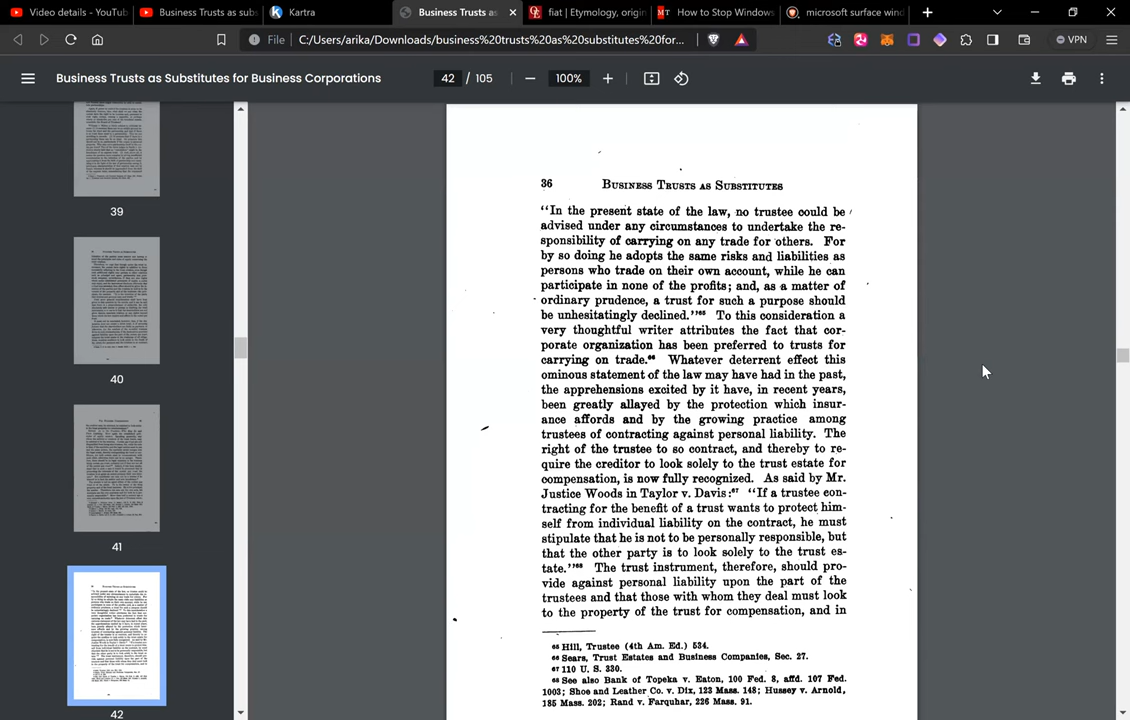 Video details - YouTub
Business Trusts as sub
Kartra
Business Trusts as
fiat | Etymology, origin
How to Stop Windows
microsoft surface wind
File
C:/Users/arika/Downloads/business%20trusts%20as%20substitutes%20for...
VPN
Business Trusts as Substitutes for Business Corporations
42 / 105
100%
39
40
41
42
36 Business Trusts as Substitutes
“In the present state of the law, no trustee could be
advised under any circumstances to undertake the re-
sponsibility of carrying on any trade for others. For
by so doing he adopts the same risks and liabilities as
persons who trade on their own account, while he can
participate in none of the profits; and, as a matter of
ordinary prudence, a trust for such a purpose should
be unhesitatingly declined.”⁶⁵ To this consideration a
very thoughtful writer attributes the fact that cor-
porate organization has been preferred to trusts for
carrying on trade.⁶⁶ Whatever deterrent effect this
ominous statement of the law may have had in the past,
the apprehensions excited by it have, in recent years,
been greatly allayed by the protection which insur-
ance affords and by the growing practice among
trustees of contracting against personal liability. The
right of the trustee to so contract, and thereby to re-
quire the creditor to look solely to the trust estate for
compensation, is now fully recognized. As said by Mr.
Justice Woods in Taylor v. Davis:⁶⁷ “If a trustee con-
tracting for the benefit of a trust wants to protect him-
self from individual liability on the contract, he must
stipulate that he is not to be personally responsible, but
that the other party is to look solely to the trust es-
tate.”⁶⁸ The trust instrument, therefore, should pro-
vide against personal liability upon the part of the
trustees and that those with whom they deal must look
to the property of the trust for compensation, and in
⁶⁵ Hill, Trustee (4th Am. Ed.) 534.
⁶⁶ Sears, Trust Estates and Business Companies, Sec. 27.
⁶⁷ 110 U. S. 330.
⁶⁸ See also Bank of Topeka v. Eaton, 100 Fed. 8, affd. 107 Fed.
1003; Shoe and Leather Co. v. Dix, 123 Mass. 148; Hussey v. Arnold,
185 Mass. 202; Rand v. Farquhar, 226 Mass. 91.